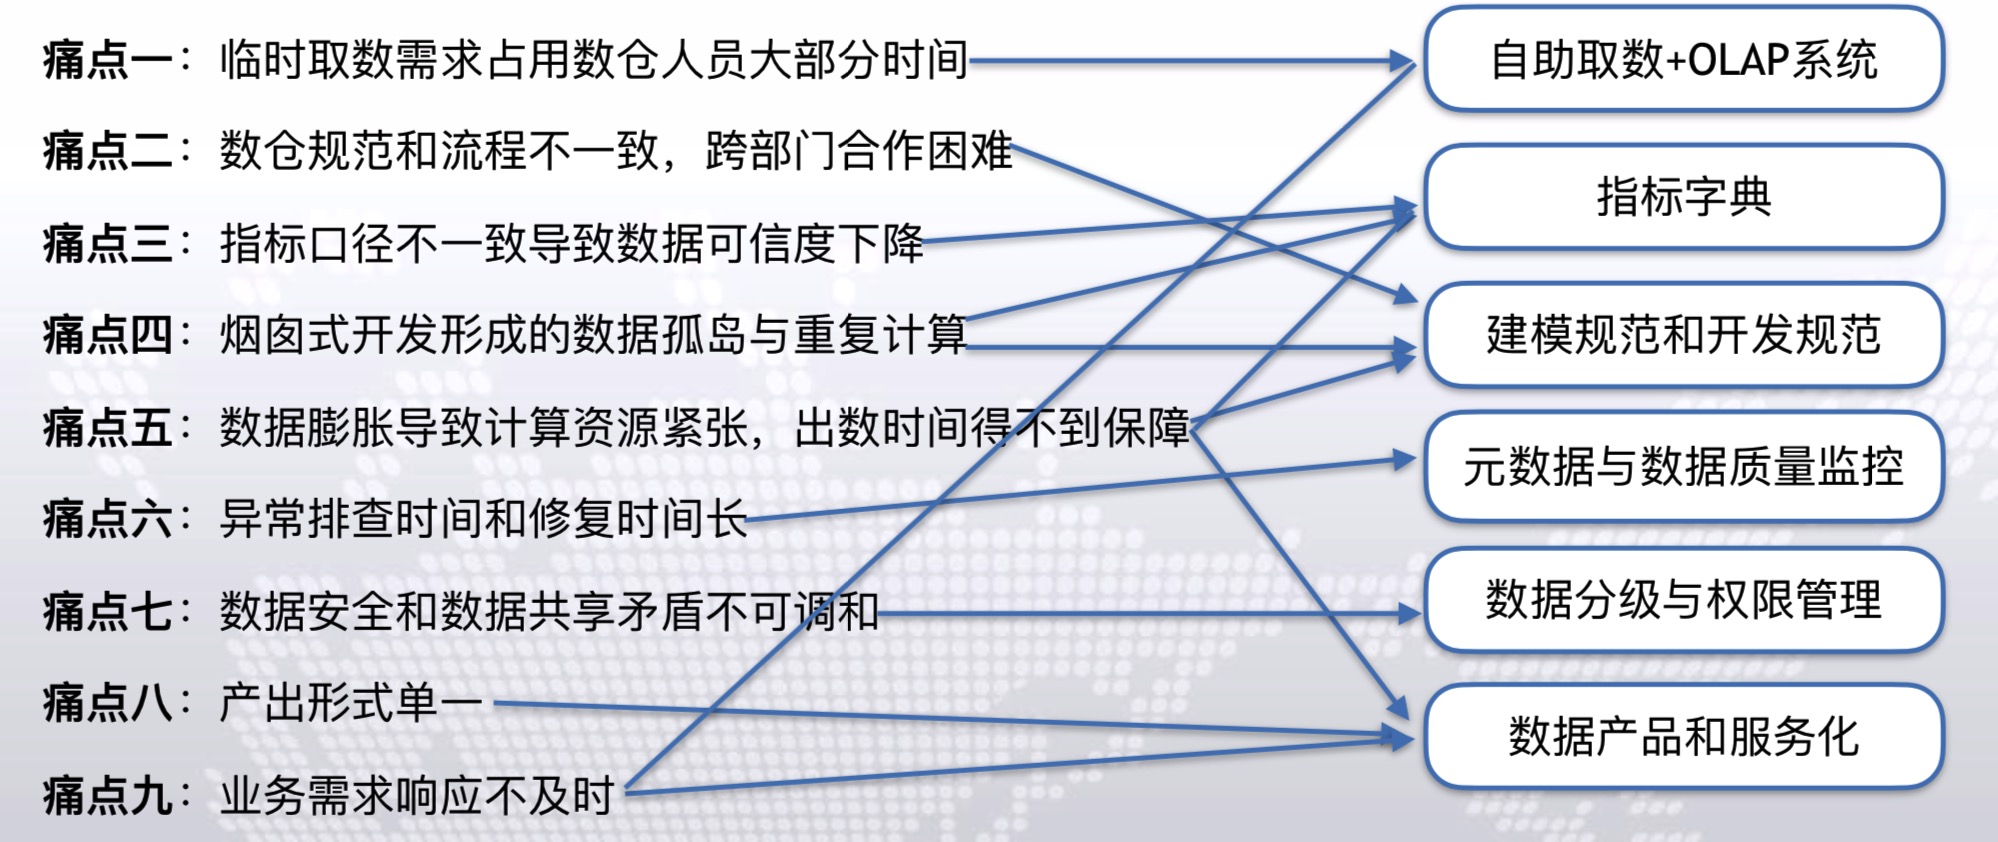 痛点一：临时取数需求占用数仓人员大部分时间
痛点二：数仓规范和流程不一致，跨部门合作困难
痛点三：指标口径不一致导致数据可信度下降
痛点四：烟囱式开发形成的数据孤岛与重复计算
痛点五：数据膨胀导致计算资源紧张，出数时间得不到保障
痛点六：异常排查时间和修复时间长
痛点七：数据安全和数据共享矛盾不可调和
痛点八：产出形式单一
痛点九：业务需求响应不及时
自助取数+OLAP系统
指标字典
建模规范和开发规范
元数据与数据质量监控
数据分级与权限管理
数据产品和服务化